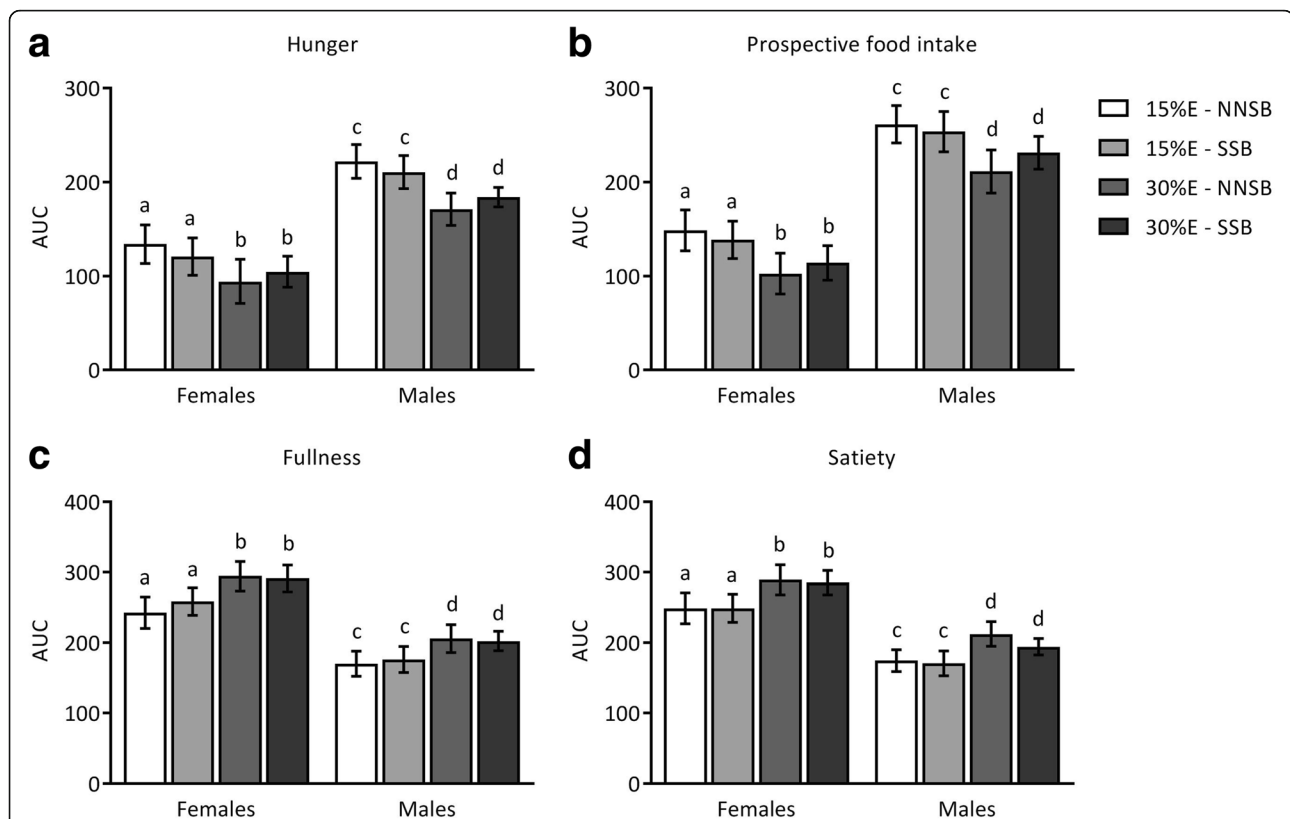 a
Hunger
300
200
100
0
AUC
a
a
b
b
c
c
d
d
Females
Males
b
Prospective food intake
300
200
100
0
AUC
a
a
b
b
c
c
d
d
Females
Males
15%E - NNSB
15%E - SSB
30%E - NNSB
30%E - SSB
c
Fullness
400
300
200
100
0
AUC
a
a
b
b
c
c
d
d
Females
Males
d
Satiety
400
300
200
100
0
AUC
a
a
b
b
c
c
d
d
Females
Males